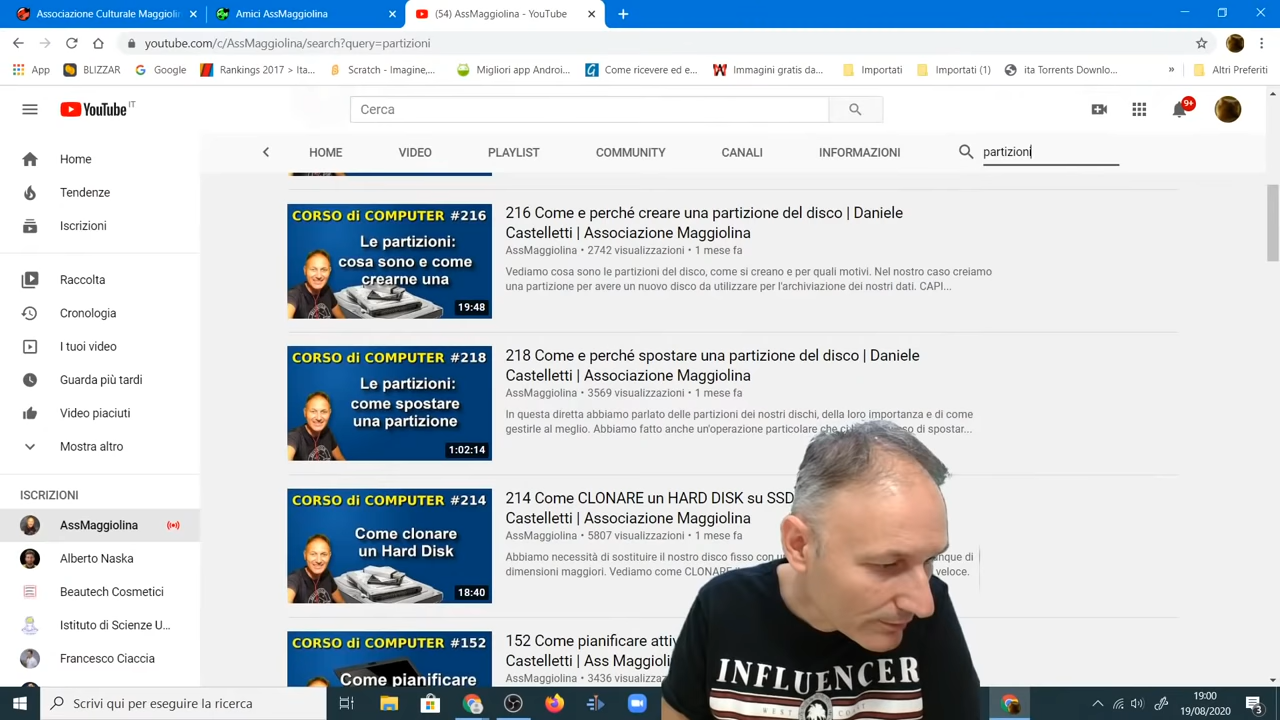 Associazione Culturale Maggiolin
Amici AssMaggiolina
(54) AssMaggiolina - YouTube
youtube.com/c/AssMaggiolina/search?query=partizioni
App
BLIZZAR
Google
Rankings 2017 > Ita...
Scratch - Imagine,...
Migliori app Androi...
Come ricevere ed e...
Immagini gratis da...
Importati
Importati (1)
ita Torrents Downlo...
»
Altri Preferiti
YouTube IT
Cerca
9+
HOME
VIDEO
PLAYLIST
COMMUNITY
CANALI
INFORMAZIONI
partizioni
Home
Tendenze
Iscrizioni
Raccolta
Cronologia
I tuoi video
Guarda più tardi
Video piaciuti
Mostra altro
ISCRIZIONI
AssMaggiolina
Alberto Naska
Beautech Cosmetici
Istituto di Scienze U...
Francesco Ciaccia
CORSO di COMPUTER #216
Le partizioni:
cosa sono e come
crearne una
19:48
216 Come e perché creare una partizione del disco | Daniele
Castelletti | Associazione Maggiolina
AssMaggiolina • 2742 visualizzazioni • 1 mese fa
Vediamo cosa sono le partizioni del disco, come si creano e per quali motivi. Nel nostro caso creiamo
una partizione per avere un nuovo disco da utilizzare per l'archiviazione dei nostri dati. CAPI...
CORSO di COMPUTER #218
Le partizioni:
come spostare
una partizione
1:02:14
218 Come e perché spostare una partizione del disco | Daniele
Castelletti | Associazione Maggiolina
AssMaggiolina • 3569 visualizzazioni • 1 mese fa
In questa diretta abbiamo parlato delle partizioni dei nostri dischi, della loro importanza e di come
gestirle al meglio. Abbiamo fatto anche un'operazione particolare che di spostar...
CORSO di COMPUTER #214
Come clonare
un Hard Disk
18:40
214 Come CLONARE un HARD DISK su SSD
Castelletti | Associazione Maggiolina
AssMaggiolina • 5807 visualizzazioni • 1 mese fa
Abbiamo necessità di sostituire il nostro disco fisso con di
dimensioni maggiori. Vediamo come CLONARE veloce.
CORSO di COMPUTER #152
Come pianificare
152 Come pianificare
Castelletti | Ass
AssMaggiolina • 3436 visualizzazioni
INFLUENCER
WEST COAST
Scrivi qui per eseguire la ricerca
19:00
19/08/2020
3